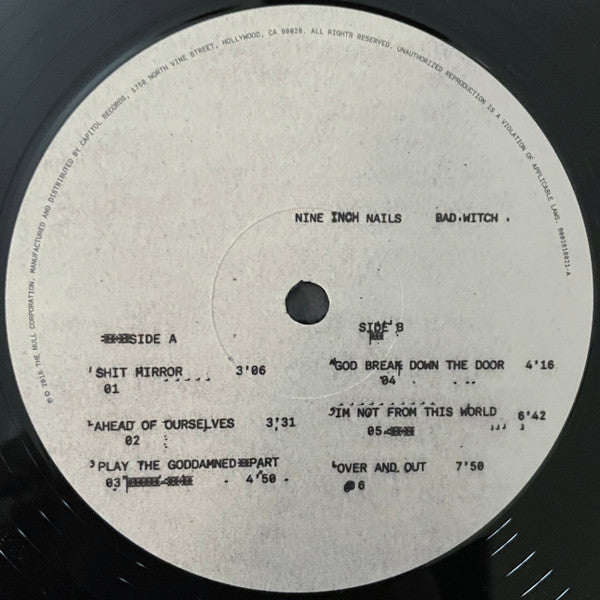 ℗ © 2018 THE NULL CORPORATION, MANUFACTURED AND DISTRIBUTED BY CAPITOL RECORDS, 1750 NORTH VINE STREET, HOLLYWOOD, CA 90028. ALL RIGHTS RESERVED. UNAUTHORIZED REPRODUCTION IS A VIOLATION OF APPLICABLE LAWS. B002818021-A
NINE INCH NAILS BAD WITCH .
SIDE A
SHIT MIRROR 3'06
01
AHEAD OF OURSELVES 3'31
02
PLAY THE GODDAMNED PART
03 4'50
SIDE B
GOD BREAK DOWN THE DOOR 4'16
04
IM NOT FROM THIS WORLD 6'42
05
OVER AND OUT 7'50
06